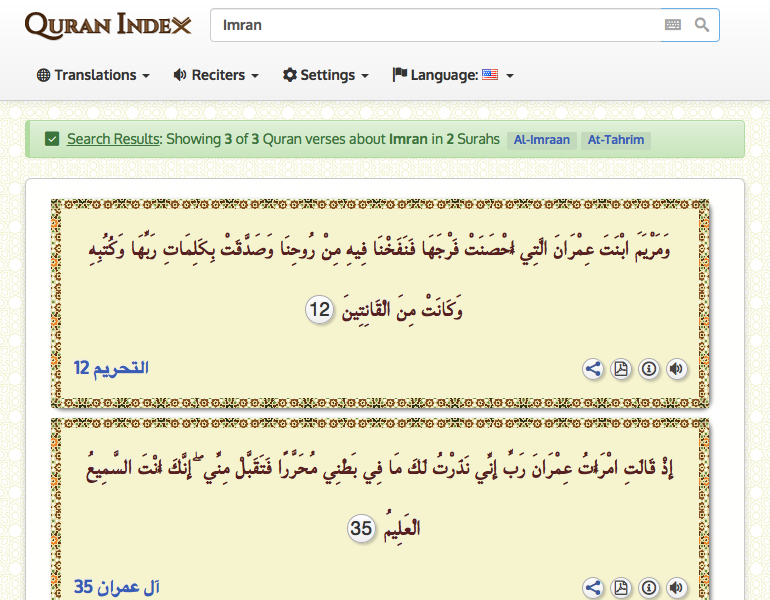 QURAN INDEX
Imran
Translations Reciters Settings Language:
Search Results: Showing 3 of 3 Quran verses about Imran in 2 Surahs Al-Imraan At-Tahrim
وَمَرْيَمَ ابْنَتَ عِمْرَانَ الَّتِي أَحْصَنَتْ فَرْجَهَا فَنَفَخْنَا فِيهِ مِنْ رُوحِنَا وَصَدَّقَتْ بِكَلِمَاتِ رَبِّهَا وَكُتُبِهِ
وَكَانَتْ مِنَ الْقَانِتِينَ 12
التحريم 12
إِذْ قَالَتِ امْرَأَتُ عِمْرَانَ رَبِّ إِنِّي نَذَرْتُ لَكَ مَا فِي بَطْنِي مُحَرَّرًا فَتَقَبَّلْ مِنِّي ۖ إِنَّكَ أَنْتَ السَّمِيعُ
الْعَلِيمُ 35
آل عمران 35